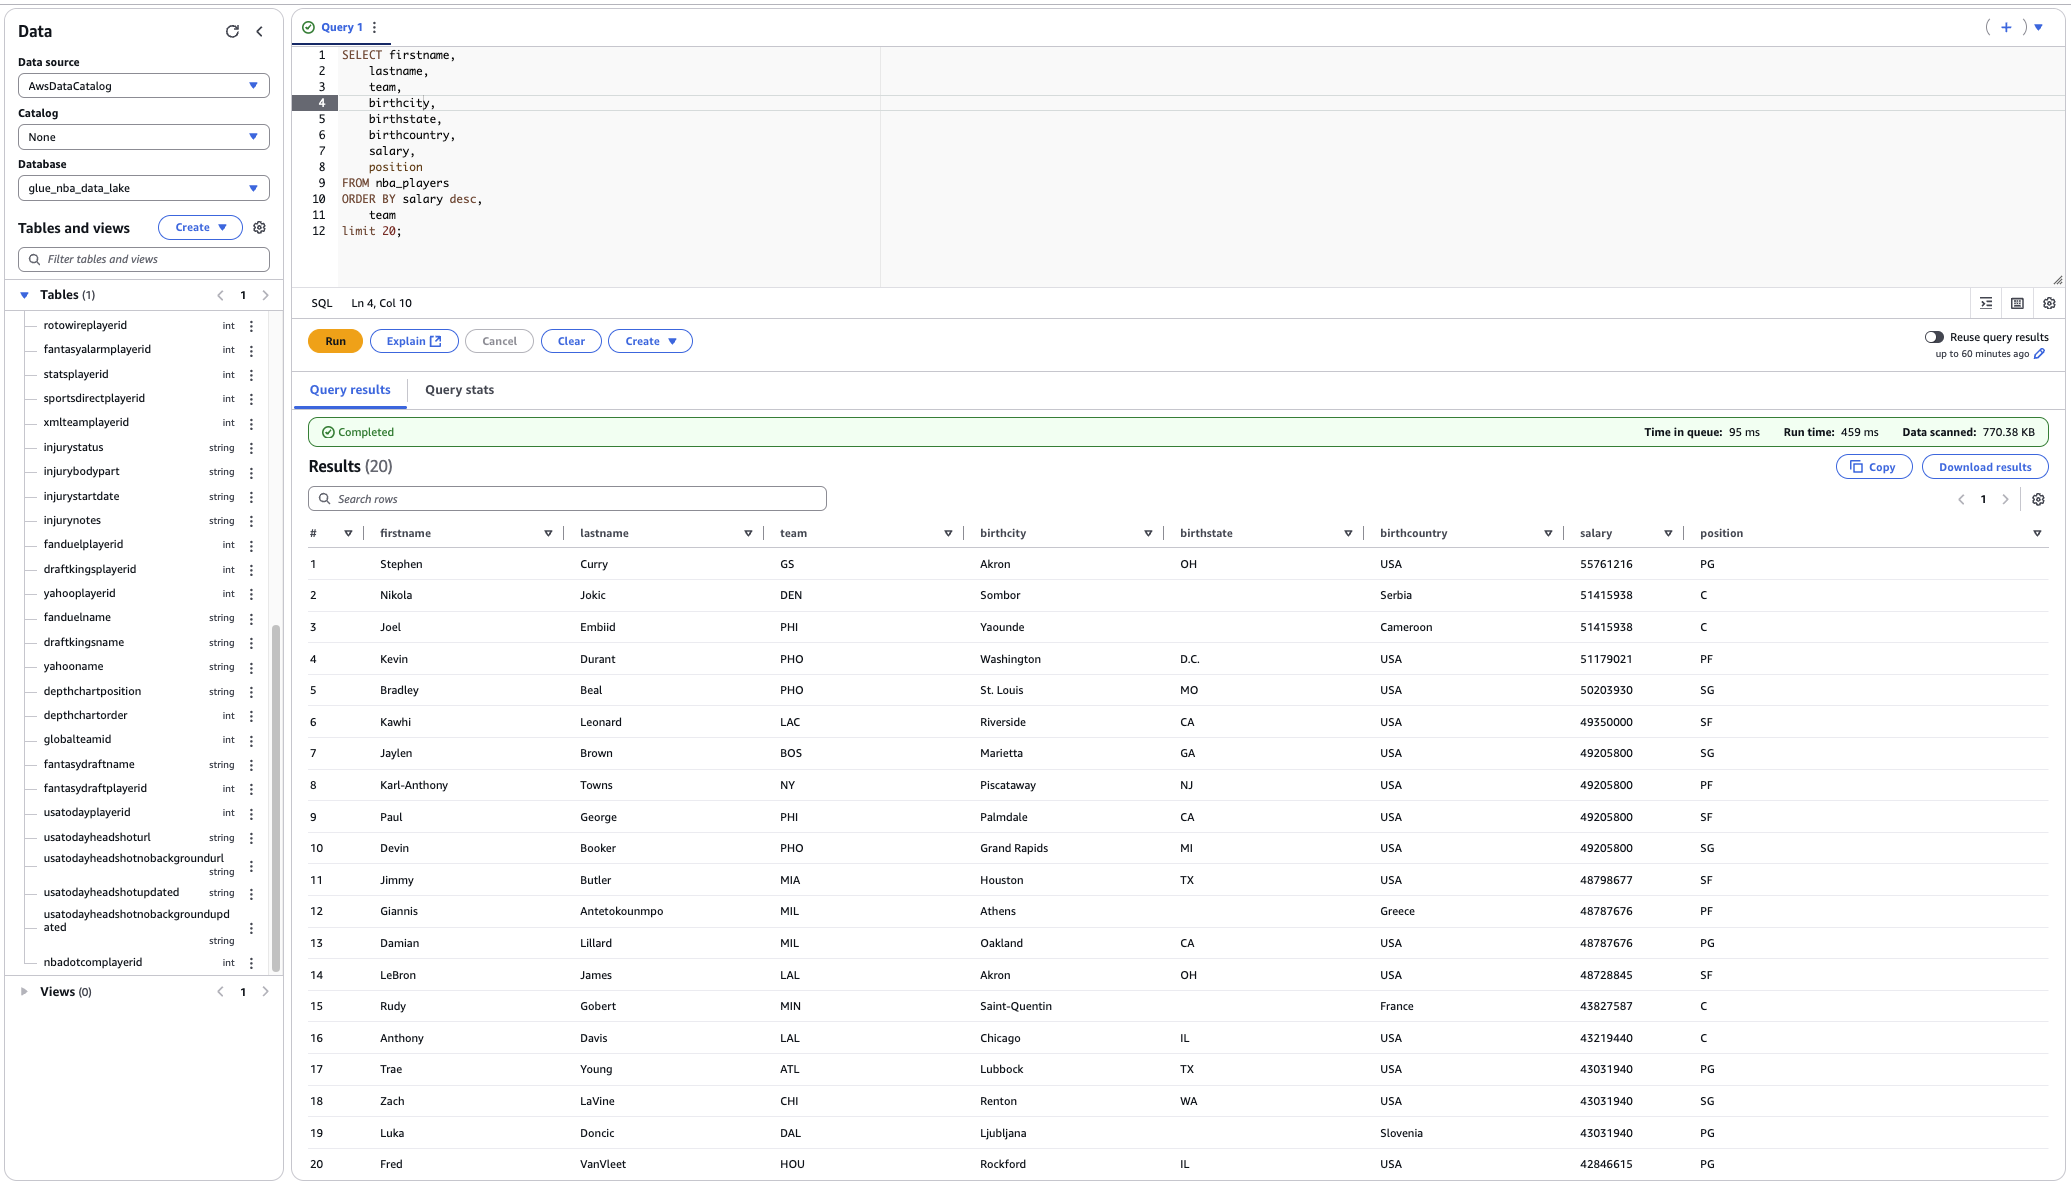 Data
Data source
AwsDataCatalog
Catalog
None
Database
glue_nba_data_lake
Tables and views
Create
Filter tables and views
Tables (1)
1
rotowireplayerid int
fantasyalarmplayerid int
statsplayerid int
sportsdirectplayerid int
xmlteamplayerid int
injurystatus string
injurybodypart string
injurystartdate string
injurynotes string
fanduelplayerid int
draftkingsplayerid int
yahooplayerid int
fanduelname string
draftkingsname string
yahooname string
depthchartposition string
depthchartorder int
globalteamid int
fantasydraftname string
fantasydraftplayerid int
usatodayplayerid int
usatodayheadshoturl string
usatodayheadshotnobackgroundurl
string
usatodayheadshotupdated string
usatodayheadshotnobackgroundupd
ated
string
nbadotcomplayerid int
Views (0)
1
Query 1
1 SELECT firstname,
2 lastname,
3 team,
4 birthcity,
5 birthstate,
6 birthcountry,
7 salary,
8 position
9 FROM nba_players
10 ORDER BY salary desc,
11 team
12 limit 20;
SQL Ln 4, Col 10
Run Explain Cancel Clear Create
Reuse query results
up to 60 minutes ago
Query results Query stats
Completed Time in queue: 95 ms Run time: 459 ms Data scanned: 770.38 KB
Results (20)
Copy Download results
Search rows
1
# firstname lastname team birthcity birthstate birthcountry salary position
1 Stephen Curry GS Akron OH USA 55761216 PG
2 Nikola Jokic DEN Sombor Serbia 51415938 C
3 Joel Embiid PHI Yaounde Cameroon 51415938 C
4 Kevin Durant PHO Washington D.C. USA 51179021 PF
5 Bradley Beal PHO St. Louis MO USA 50203930 SG
6 Kawhi Leonard LAC Riverside CA USA 49350000 SF
7 Jaylen Brown BOS Marietta GA USA 49205800 SG
8 Karl-Anthony Towns NY Piscataway NJ USA 49205800 PF
9 Paul George PHI Palmdale CA USA 49205800 SF
10 Devin Booker PHO Grand Rapids MI USA 49205800 SG
11 Jimmy Butler MIA Houston TX USA 48798677 SF
12 Giannis Antetokounmpo MIL Athens Greece 48787676 PF
13 Damian Lillard MIL Oakland CA USA 48787676 PG
14 LeBron James LAL Akron OH USA 48728845 SF
15 Rudy Gobert MIN Saint-Quentin France 43827587 C
16 Anthony Davis LAL Chicago IL USA 43219440 C
17 Trae Young ATL Lubbock TX USA 43031940 PG
18 Zach LaVine CHI Renton WA USA 43031940 SG
19 Luka Doncic DAL Ljubljana Slovenia 43031940 PG
20 Fred VanVleet HOU Rockford IL USA 42846615 PG